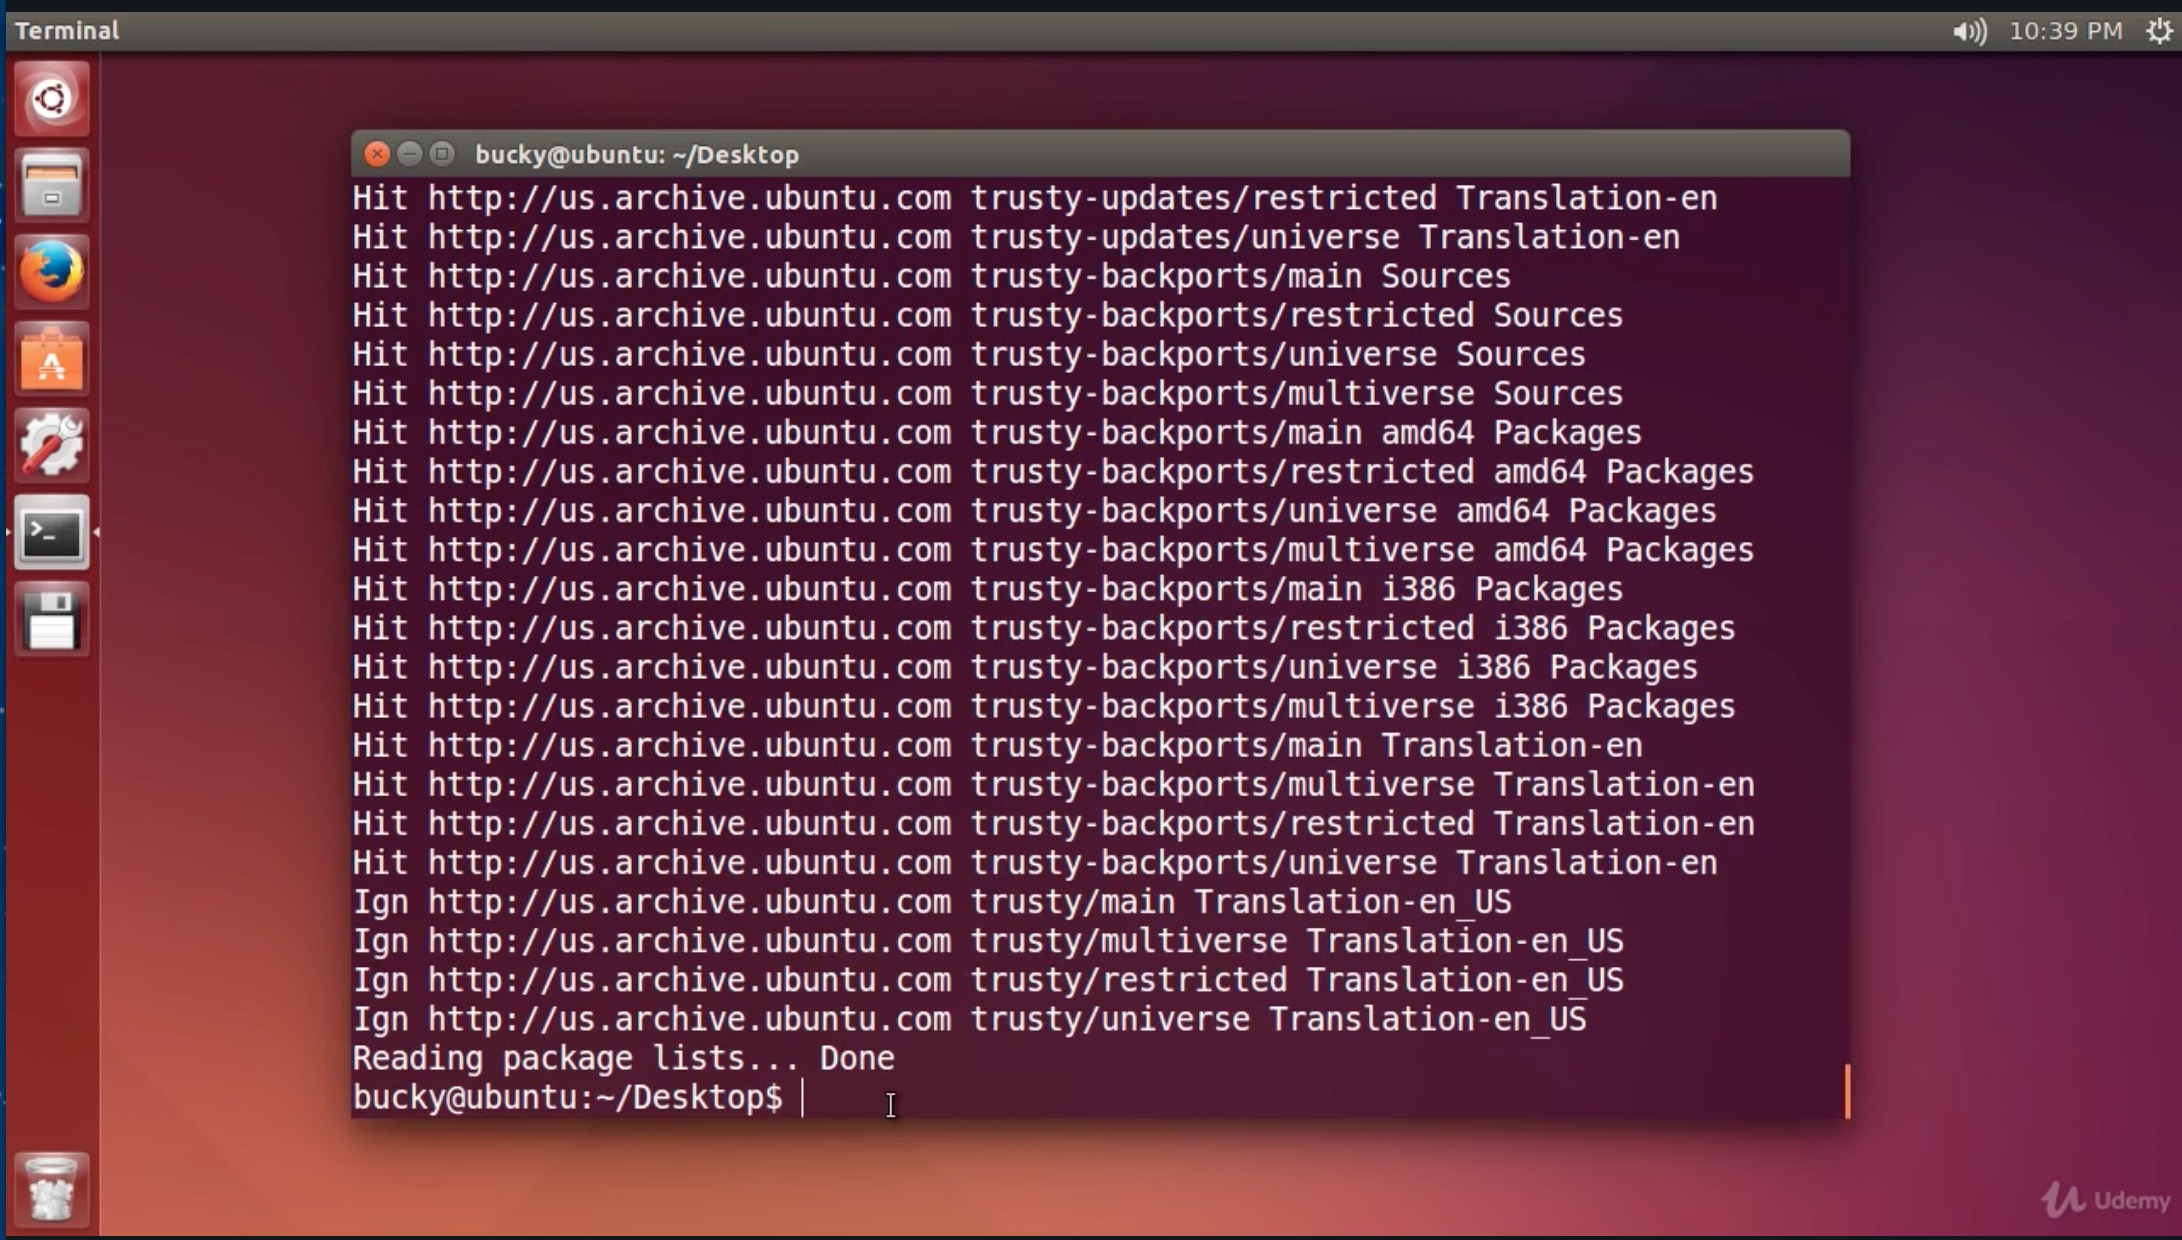 Terminal
10:39 PM
bucky@ubuntu: ~/Desktop
Hit http://us.archive.ubuntu.com trusty-updates/restricted Translation-en
Hit http://us.archive.ubuntu.com trusty-updates/universe Translation-en
Hit http://us.archive.ubuntu.com trusty-backports/main Sources
Hit http://us.archive.ubuntu.com trusty-backports/restricted Sources
Hit http://us.archive.ubuntu.com trusty-backports/universe Sources
Hit http://us.archive.ubuntu.com trusty-backports/multiverse Sources
Hit http://us.archive.ubuntu.com trusty-backports/main amd64 Packages
Hit http://us.archive.ubuntu.com trusty-backports/restricted amd64 Packages
Hit http://us.archive.ubuntu.com trusty-backports/universe amd64 Packages
Hit http://us.archive.ubuntu.com trusty-backports/multiverse amd64 Packages
Hit http://us.archive.ubuntu.com trusty-backports/main i386 Packages
Hit http://us.archive.ubuntu.com trusty-backports/restricted i386 Packages
Hit http://us.archive.ubuntu.com trusty-backports/universe i386 Packages
Hit http://us.archive.ubuntu.com trusty-backports/multiverse i386 Packages
Hit http://us.archive.ubuntu.com trusty-backports/main Translation-en
Hit http://us.archive.ubuntu.com trusty-backports/multiverse Translation-en
Hit http://us.archive.ubuntu.com trusty-backports/restricted Translation-en
Hit http://us.archive.ubuntu.com trusty-backports/universe Translation-en
Ign http://us.archive.ubuntu.com trusty/main Translation-en_US
Ign http://us.archive.ubuntu.com trusty/multiverse Translation-en_US
Ign http://us.archive.ubuntu.com trusty/restricted Translation-en_US
Ign http://us.archive.ubuntu.com trusty/universe Translation-en_US
Reading package lists... Done
bucky@ubuntu:~/Desktop$
Udemy